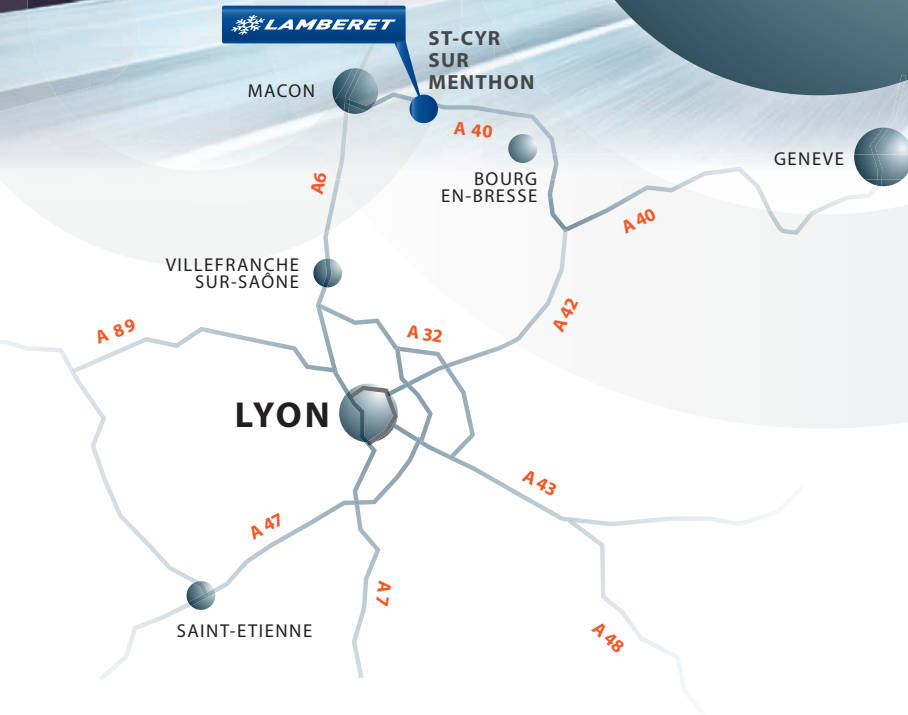 LAMBERET
ST-CYR
SUR
MENTHON
MACON
A 40
BOURG
EN-BRESSE
GENEVE
A6
A 40
VILLEFRANCHE
SUR-SAÔNE
A 42
A 89
A 32
LYON
A 43
A 47
A 7
SAINT-ETIENNE
A 48